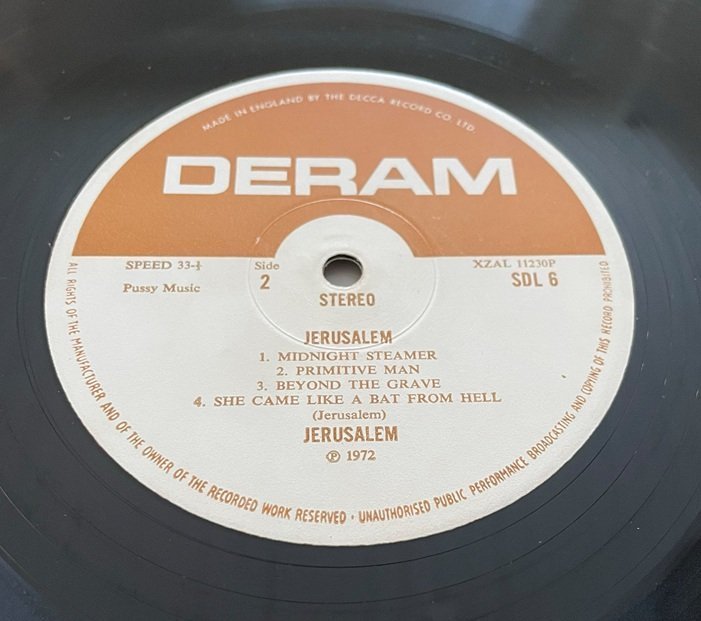 MADE IN ENGLAND BY THE DECCA RECORD CO. LTD.
DERAM
SPEED 33-⅓
Pussy Music
Side
2
STEREO
XZAL 11230P
SDL 6
JERUSALEM
1. MIDNIGHT STEAMER
2. PRIMITIVE MAN
3. BEYOND THE GRAVE
4. SHE CAME LIKE A BAT FROM HELL
(Jerusalem)
JERUSALEM
℗ 1972
ALL RIGHTS OF THE MANUFACTURER AND OF THE OWNER OF THE RECORDED WORK RESERVED · UNAUTHORISED PUBLIC PERFORMANCE BROADCASTING AND COPYING OF THIS RECORD PROHIBITED